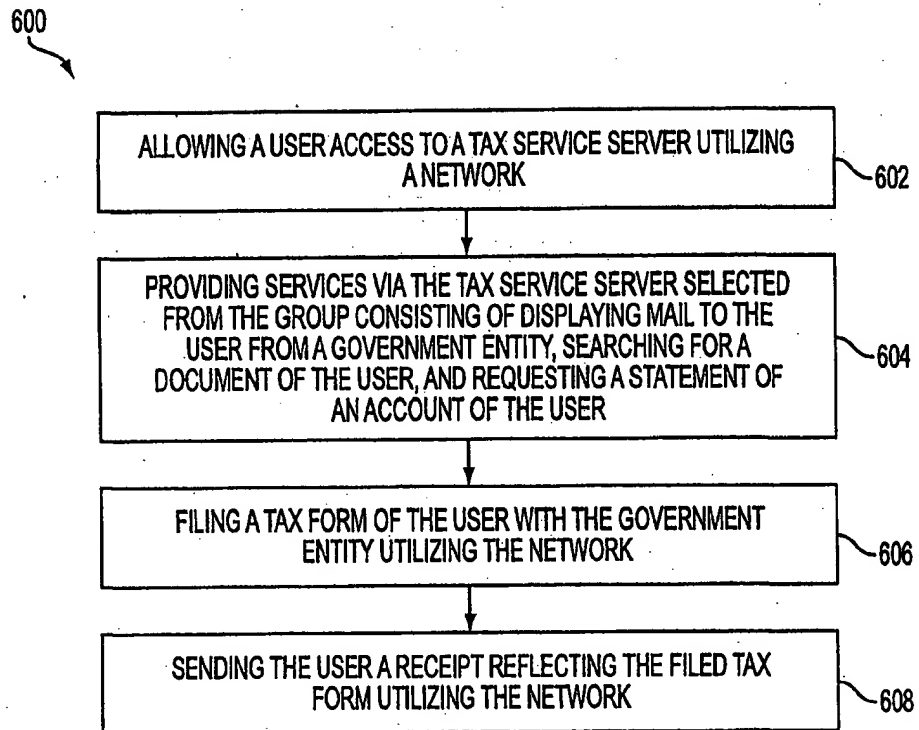 600
ALLOWING A USER ACCESS TO A TAX SERVICE SERVER UTILIZING
A NETWORK
602
PROVIDING SERVICES VIA THE TAX SERVICE SERVER SELECTED
FROM THE GROUP CONSISTING OF DISPLAYING MAIL TO THE
USER FROM A GOVERNMENT ENTITY, SEARCHING FOR A
DOCUMENT OF THE USER, AND REQUESTING A STATEMENT OF
AN ACCOUNT OF THE USER
604
FILING A TAX FORM OF THE USER WITH THE GOVERNMENT
ENTITY UTILIZING THE NETWORK
606
SENDING THE USER A RECEIPT REFLECTING THE FILED TAX
FORM UTILIZING THE NETWORK
608